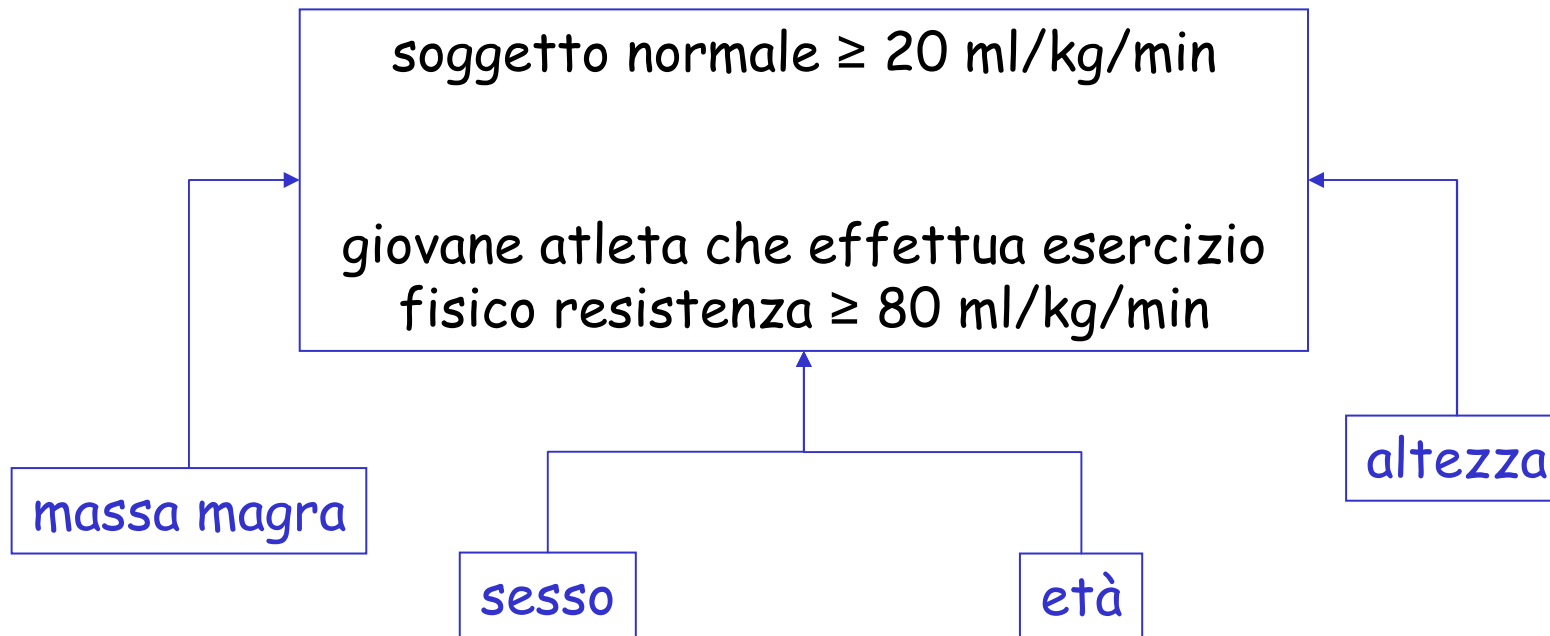 soggetto normale ≥ 20 ml/kg/min
giovane atleta che effettua esercizio
fisico resistenza ≥ 80 ml/kg/min
altezza
massa magra
sesso
età